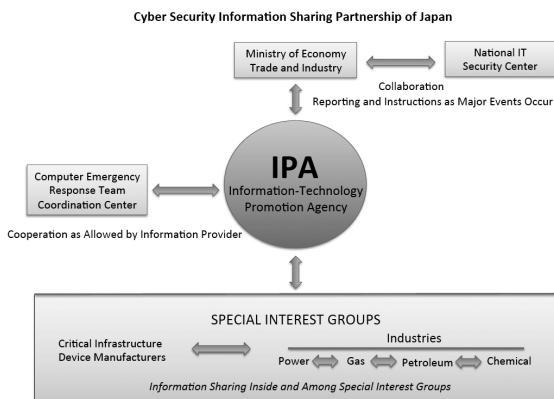 Cyber Security Information Sharing Partnership of Japan
Ministry of Economy
Trade and Industry
National IT
Security Center
Collaboration
Reporting and Instructions as Major Events Occur
IPA
Information-Technology
Promotion Agency
Computer Emergency
Response Team
Coordination Center
Cooperation as Allowed by Information Provider
SPECIAL INTEREST GROUPS
Critical Infrastructure
Device Manufacturers
Industries
Power Gas Petroleum Chemical
Information Sharing Inside and Among Special Interest Groups